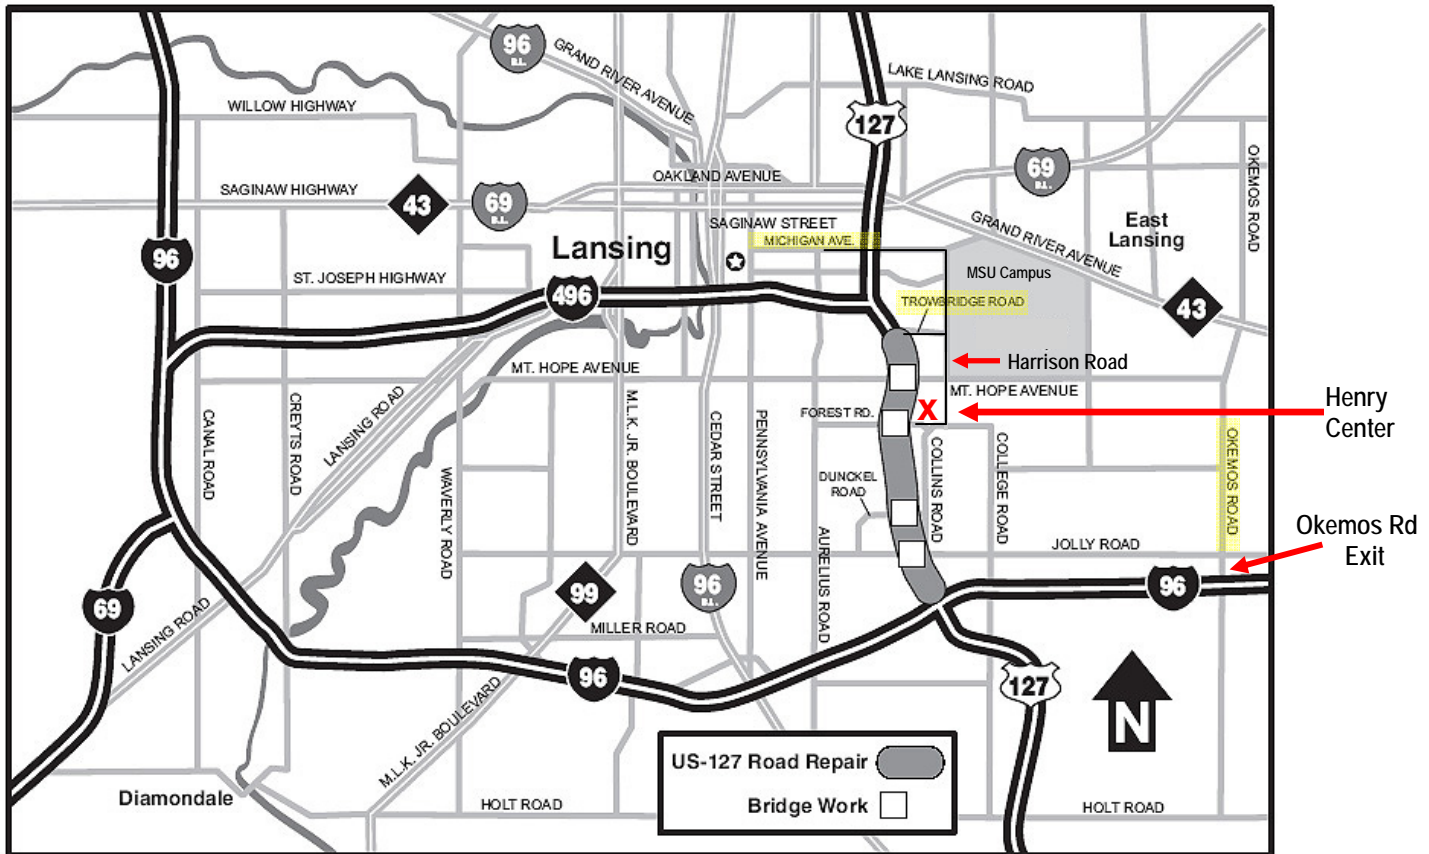 96
B.L.
GRAND RIVER AVENUE
LAKE LANSING ROAD
WILLOW HIGHWAY
127
69
B.L.
OKEMOS ROAD
OAKLAND AVENUE
SAGINAW HIGHWAY
43
69
B.L.
SAGINAW STREET
GRAND RIVER AVENUE
East
Lansing
MICHIGAN AVE.
Lansing
96
ST. JOSEPH HIGHWAY
MSU Campus
496
TROWBRIDGE ROAD
43
Harrison Road
MT. HOPE AVENUE
MT. HOPE AVENUE
Henry
Center
X
FOREST RD.
CANAL ROAD
CREYTS ROAD
LANSING ROAD
WAVERLY ROAD
M.L.K. JR. BOULEVARD
CEDAR STREET
PENNSYLVANIA AVENUE
DUNCKEL
ROAD
AURELIUS ROAD
COLLINS ROAD
COLLEGE ROAD
OKEMOS ROAD
JOLLY ROAD
Okemos Rd
Exit
96
69
LANSING ROAD
99
96
B.L.
MILLER ROAD
96
127
M.L.K. JR. BOULEVARD
N
US-127 Road Repair
Bridge Work
Diamondale
HOLT ROAD
HOLT ROAD